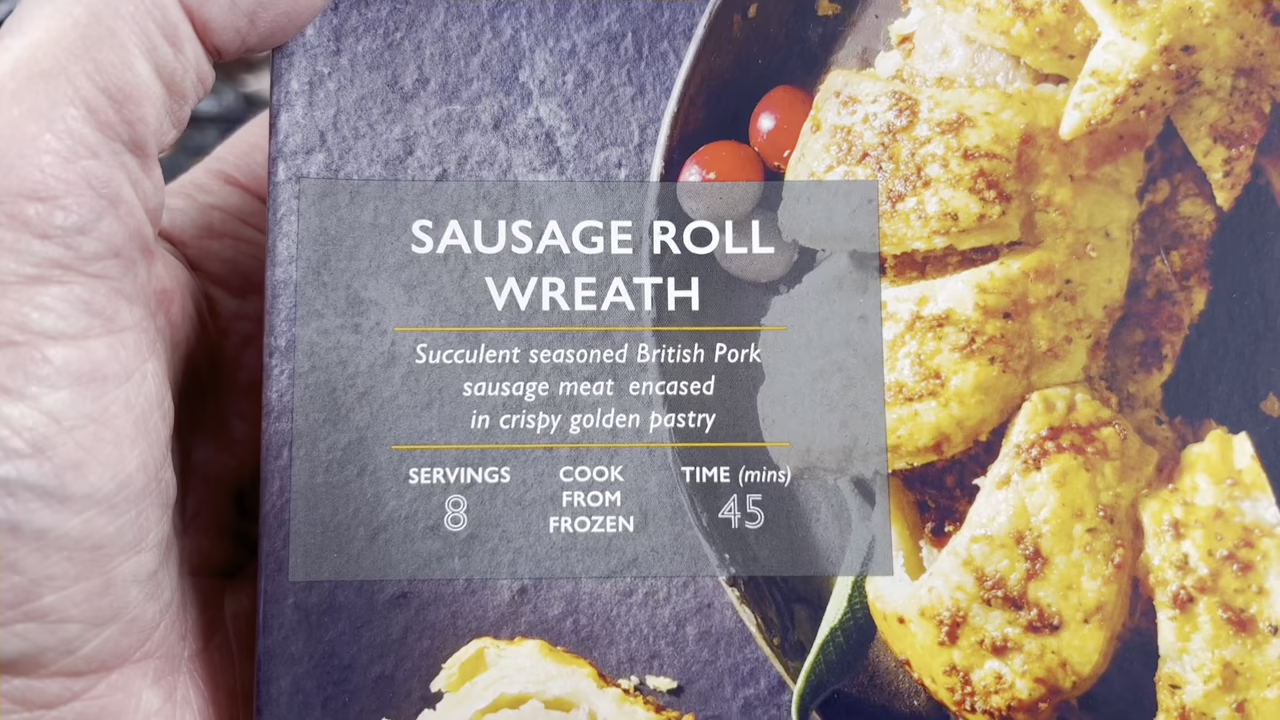 SAUSAGE ROLL
WREATH
Succulent seasoned British Pork
sausage meat encased
in crispy golden pastry
SERVINGS
8
COOK
FROM
FROZEN
TIME (mins)
45